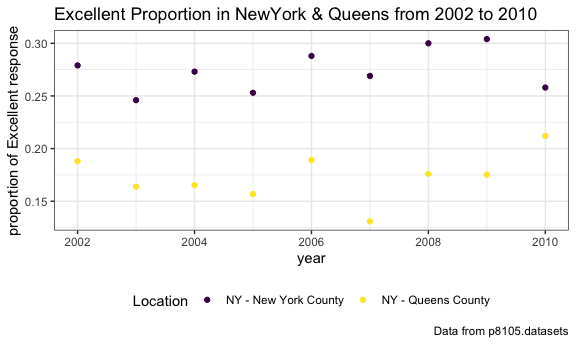 Excellent Proportion in NewYork & Queens from 2002 to 2010
proportion of Excellent response
0.30
0.25
0.20
0.15
2002 2004 2006 2008 2010
year
Location NY - New York County NY - Queens County
Data from p8105.datasets